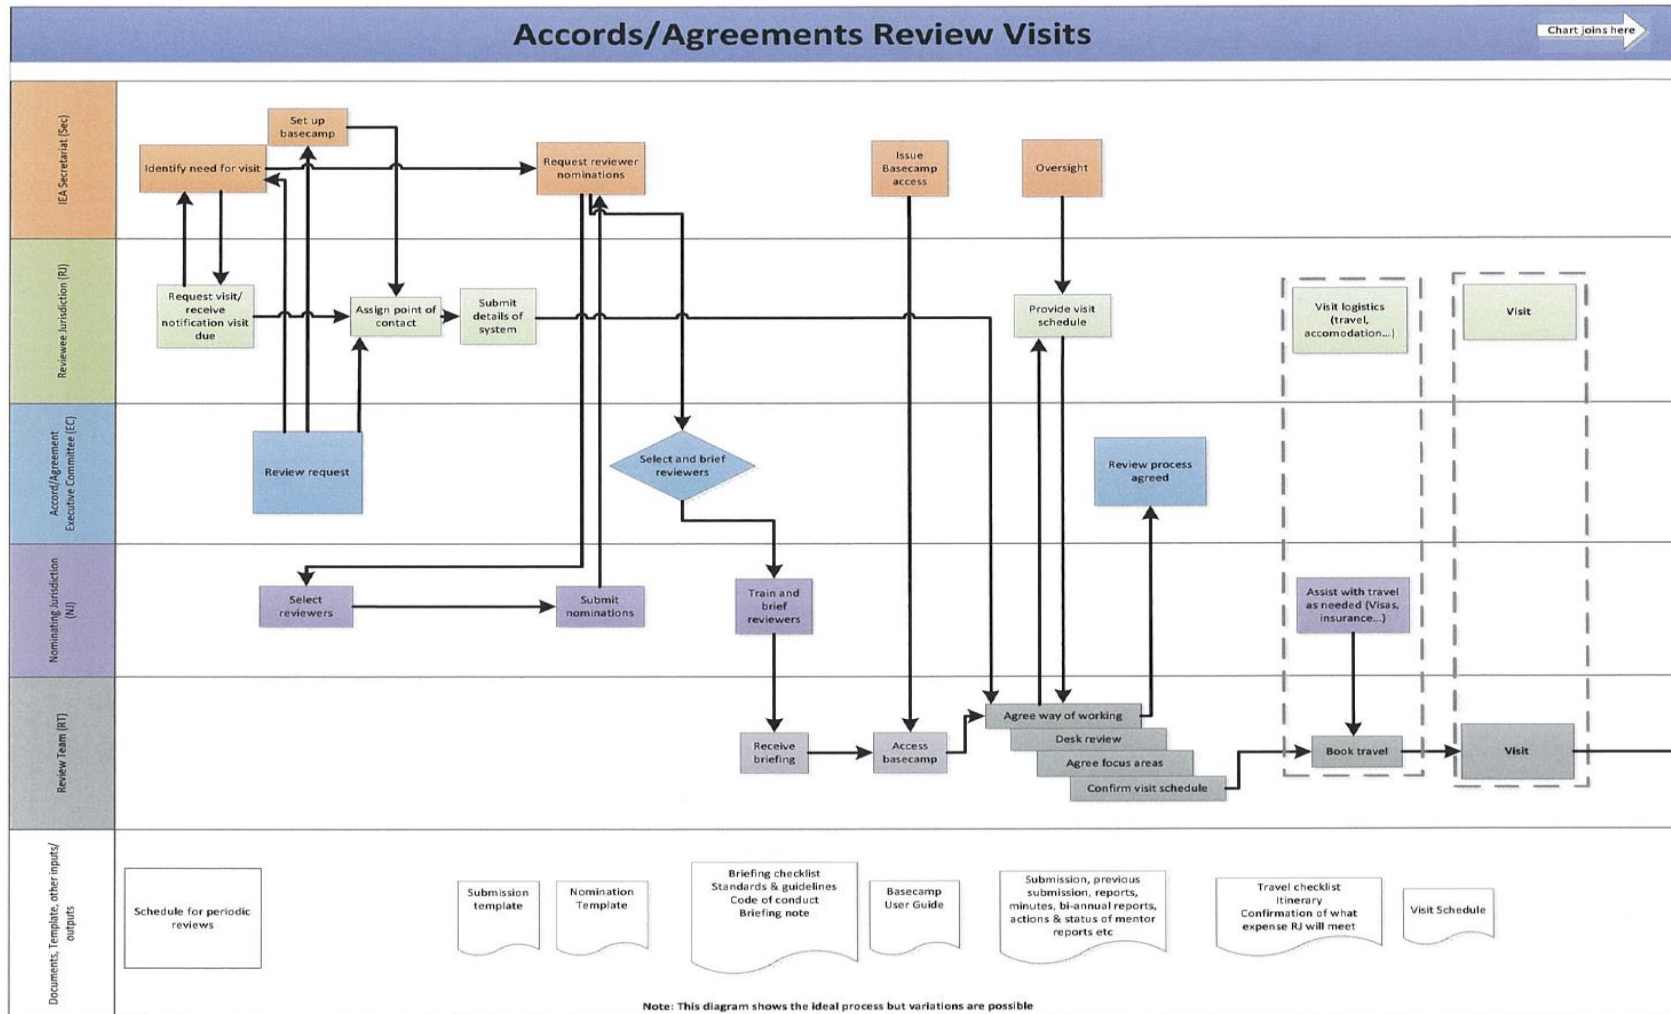 Accords/Agreements Review Visits
Chart joins here
IEA Secretariat (Sec)
Set up
basecamp
Identify need for visit
Request reviewer
nominations
Issue
Basecamp
access
Oversight
Reviewee Jurisdiction (RJ)
Request visit/
receive
notification visit
due
Assign point of
contact
Submit
details of
system
Provide visit
schedule
Visit logistics
(travel,
accomodation...)
Visit
Accord/Agreement
Executive Committee (EC)
Review request
Select and brief
reviewers
Review process
agreed
Nominating Jurisdiction
(NJ)
Select
reviewers
Submit
nominations
Train and
brief
reviewers
Assist with travel
as needed (Visas,
insurance...)
Review Team (RT)
Receive
briefing
Access
basecamp
Agree way of working
Desk review
Agree focus areas
Confirm visit schedule
Book travel
Visit
Documents, Template, other inputs/
outputs
Schedule for periodic
reviews
Submission
template
Nomination
Template
Briefing checklist
Standards & guidelines
Code of conduct
Briefing note
Basecamp
User Guide
Submission, previous
submission, reports,
minutes, bi-annual reports,
actions & status of mentor
reports etc
Travel checklist
Itinerary
Confirmation of what
expense RJ will meet
Visit Schedule
Note: This diagram shows the ideal process but variations are possible